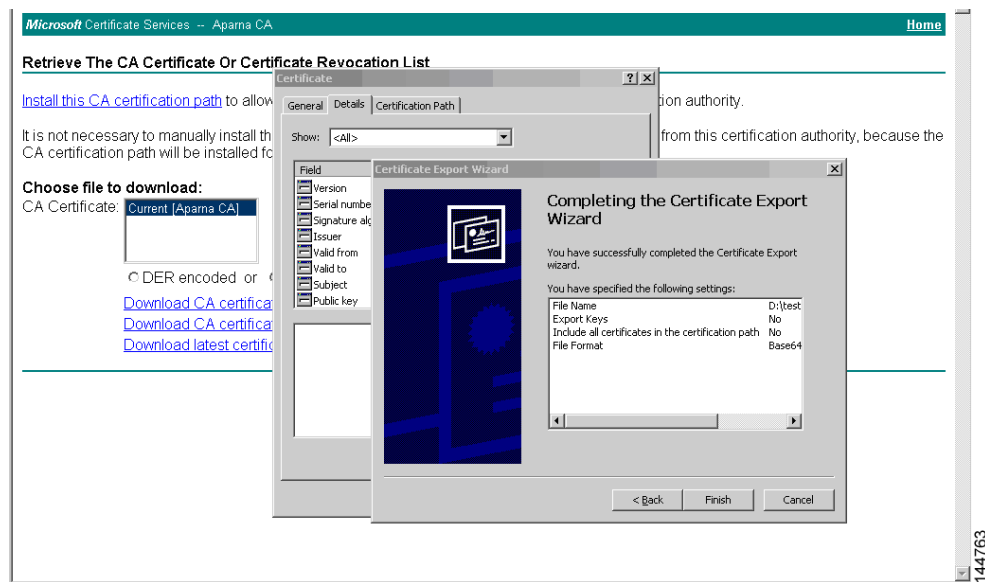 Microsoft Certificate Services -- Aparna CA Home
Retrieve The CA Certificate Or Certificate Revocation List
Install this CA certification path to allow
tion authority.
It is not necessary to manually install th
from this certification authority, because the
CA certification path will be installed fo
Choose file to download:
CA Certificate: Current [Aparna CA]
DER encoded or
Download CA certifica
Download CA certifica
Download latest certific
Certificate
General Details Certification Path
Show: <All>
Field
Version
Serial numbe
Signature alg
Issuer
Valid from
Valid to
Subject
Public key
Certificate Export Wizard
Completing the Certificate Export
Wizard
You have successfully completed the Certificate Export
wizard.
You have specified the following settings:
File Name D:\test
Export Keys No
Include all certificates in the certification path No
File Format Base64
< Back Finish Cancel
144763